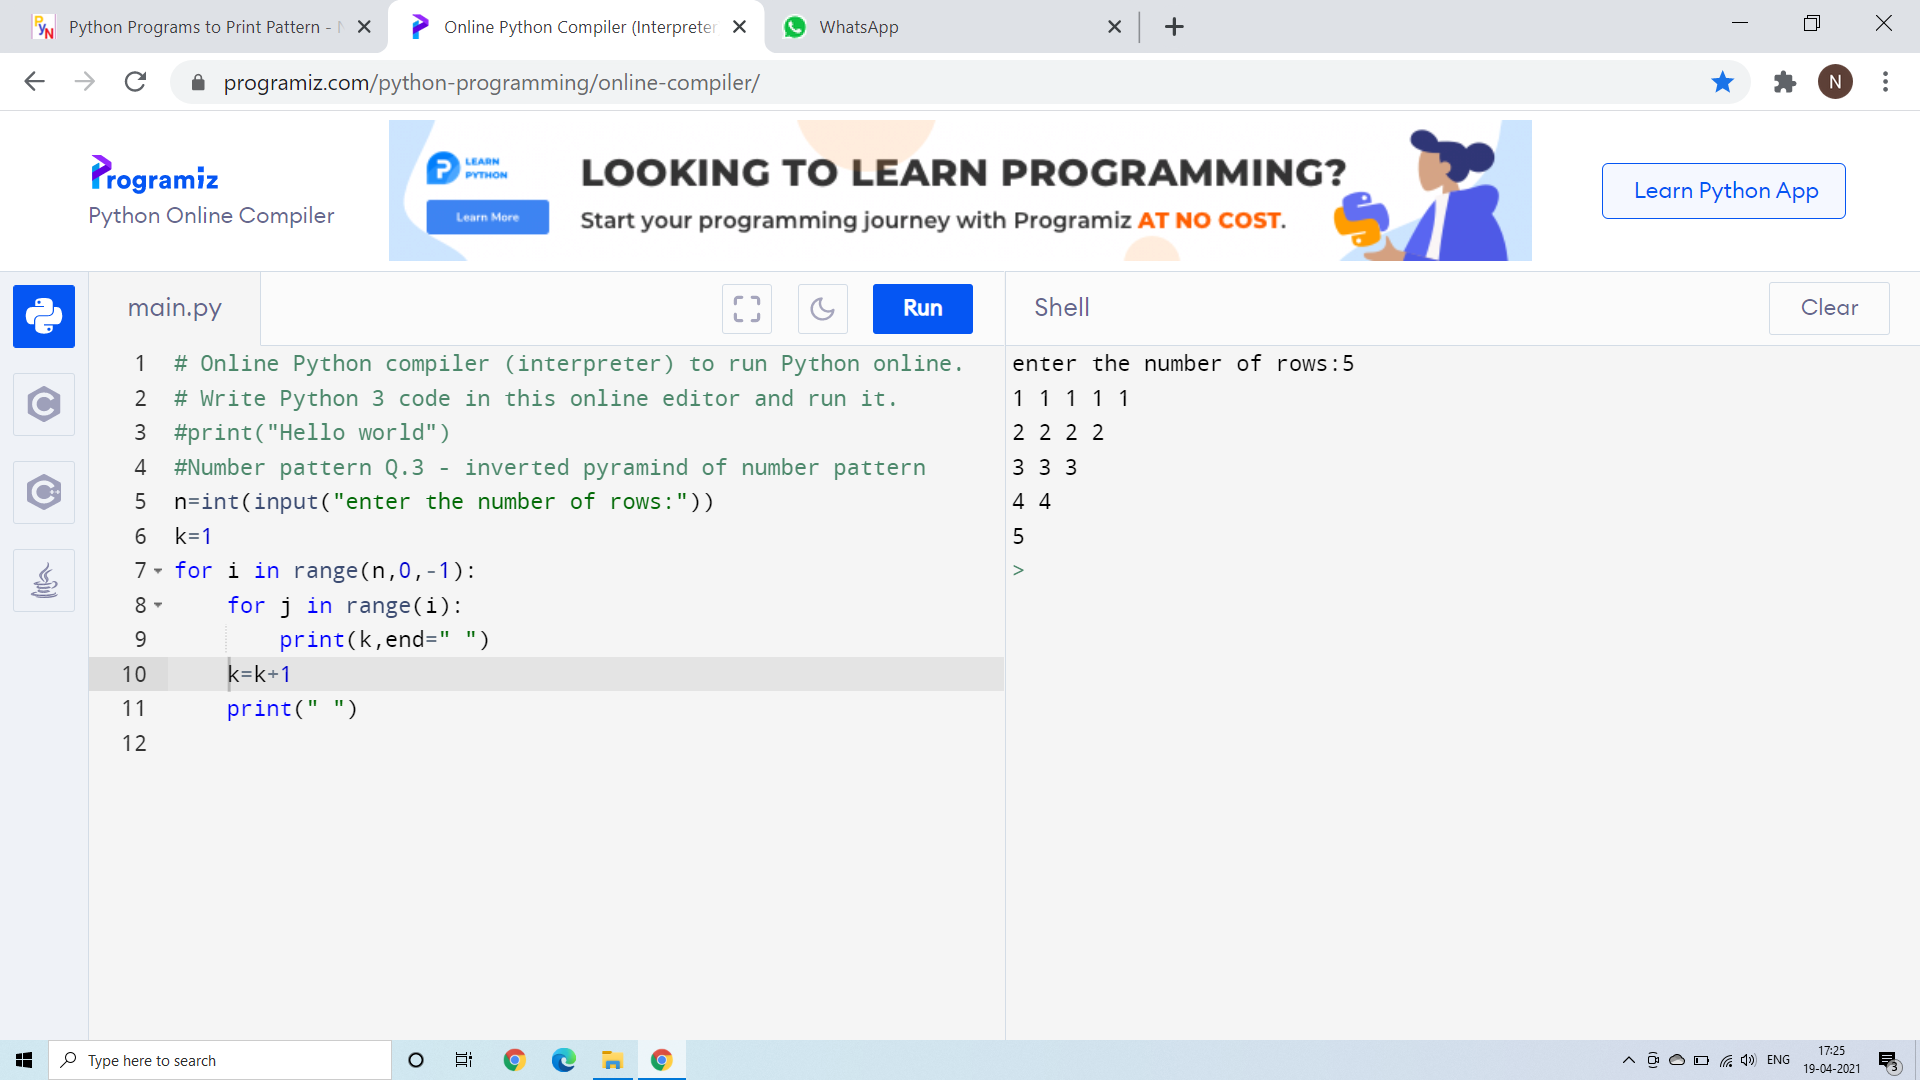 Python Programs to Print Pattern -
Online Python Compiler (Interpreter
WhatsApp
programiz.com/python-programming/online-compiler/
N
Programiz
Python Online Compiler
LEARN
PYTHON
Learn More
LOOKING TO LEARN PROGRAMMING?
Start your programming journey with Programiz AT NO COST.
Learn Python App
main.py
Run
Shell
Clear
1 # Online Python compiler (interpreter) to run Python online.
2 # Write Python 3 code in this online editor and run it.
3 #print("Hello world")
4 #Number pattern Q.3 - inverted pyramind of number pattern
5 n=int(input("enter the number of rows:"))
6 k=1
7 for i in range(n,0,-1):
8     for j in range(i):
9         print(k,end=" ")
10     k=k+1
11     print(" ")
12
enter the number of rows:5
1 1 1 1 1
2 2 2 2
3 3 3
4 4
5
>
Type here to search
ENG
17:25
19-04-2021
3